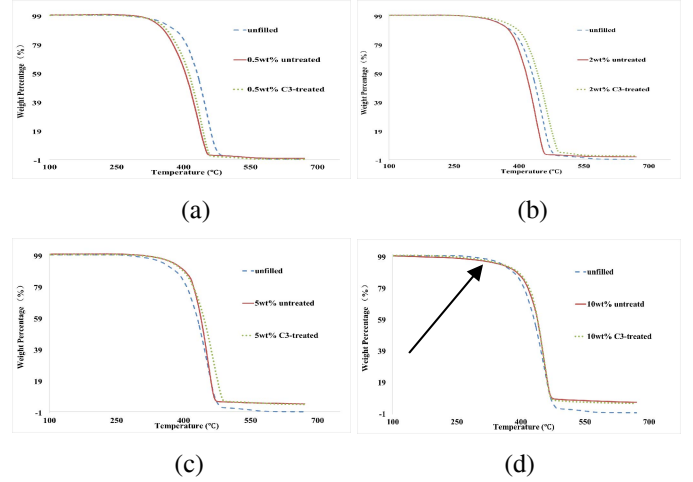 99
79
59
39
19
-1
Weight Percentage (%)
100 250 400 550 700
Temperature (℃)
unfilled
0.5wt% untreated
0.5wt% C3-treated
(a)
99
79
59
39
19
-1
Weight Percentage (%)
100 250 400 550 700
Temperature (℃)
unfilled
2wt% untreated
2wt% C3-treated
(b)
99
79
59
39
19
-1
Weight Percentage (%)
100 250 400 550 700
Temperature (℃)
unfilled
5wt% untreated
5wt% C3-treated
(c)
99
79
59
39
19
-1
Weight Percentage (%)
100 250 400 550 700
Temperature (℃)
unfilled
10wt% untreatd
10wt% C3-treated
(d)